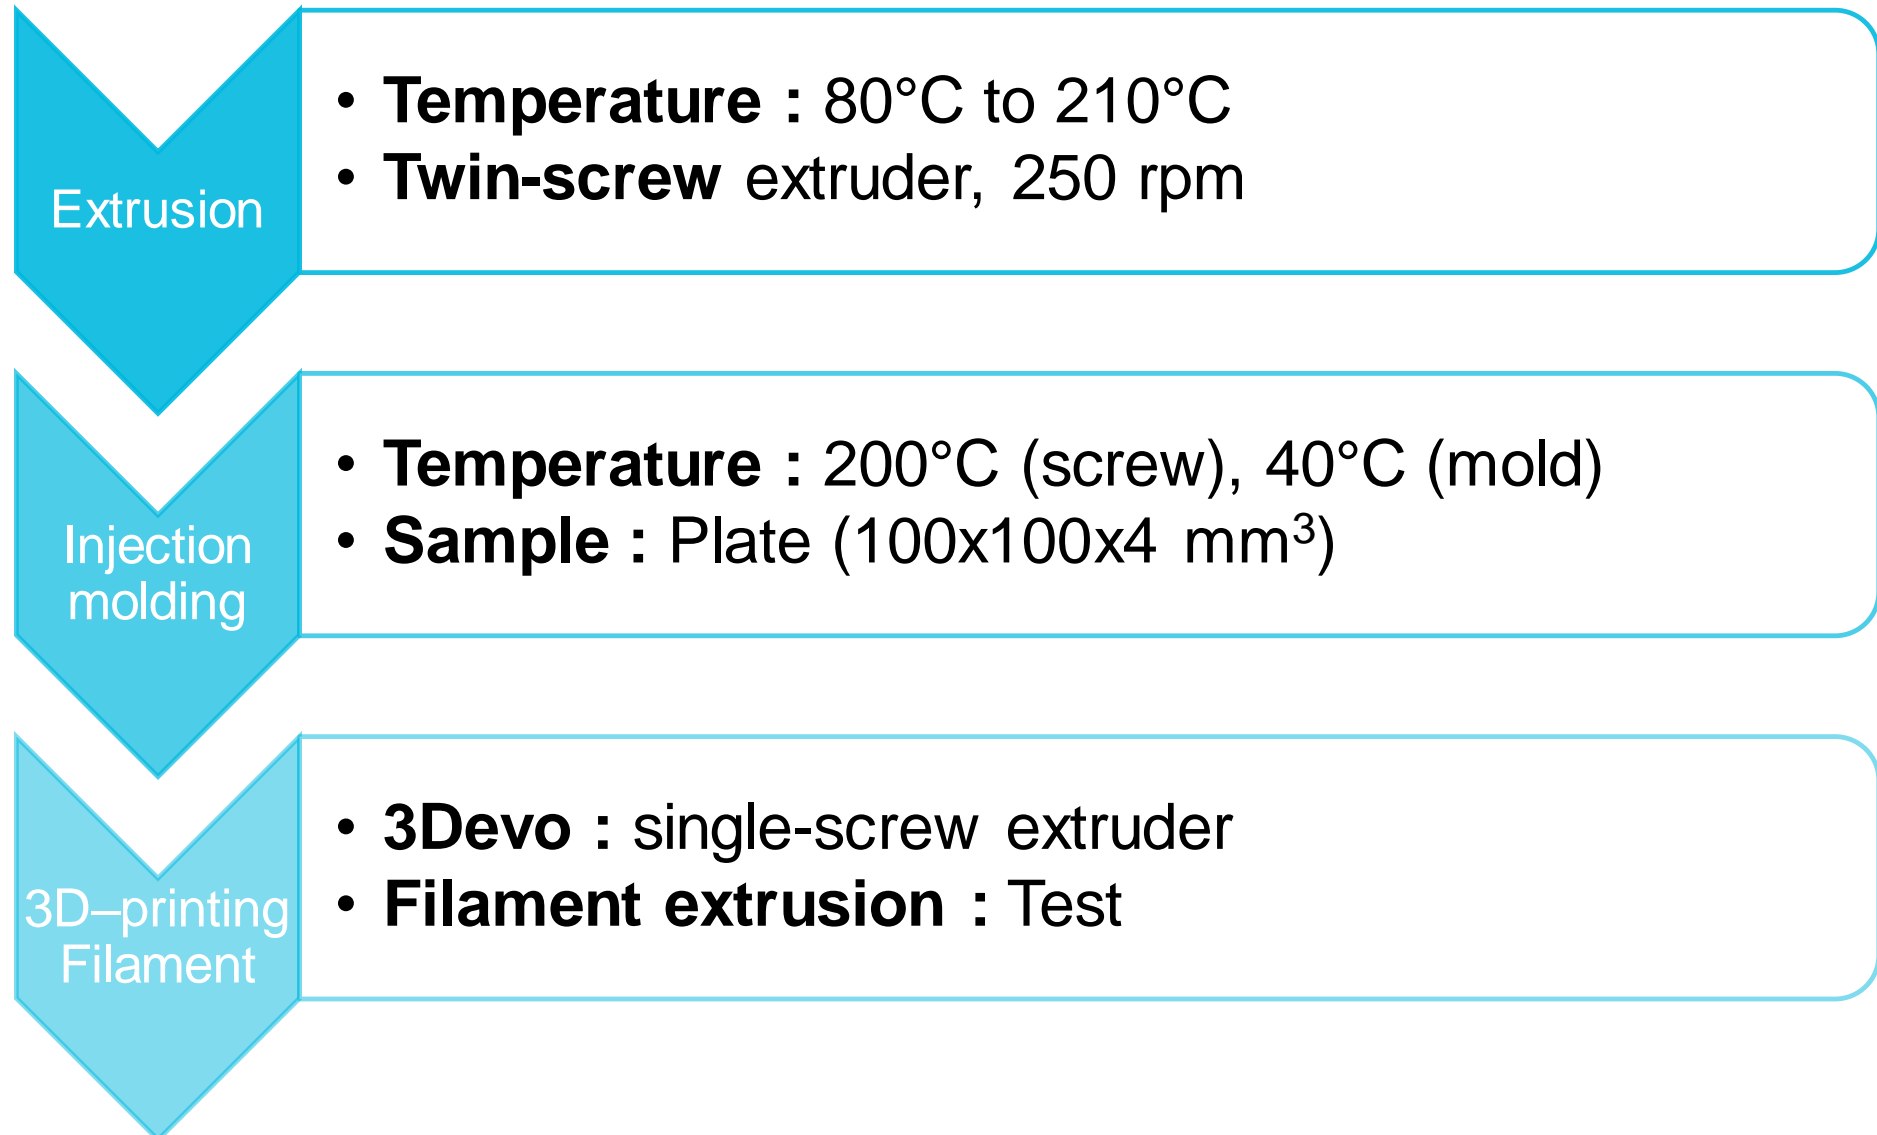 Extrusion
• Temperature : 80°C to 210°C
• Twin-screw extruder, 250 rpm
Injection
molding
• Temperature : 200°C (screw), 40°C (mold)
• Sample : Plate (100x100x4 mm³)
3D–printing
Filament
• 3Devo : single-screw extruder
• Filament extrusion : Test